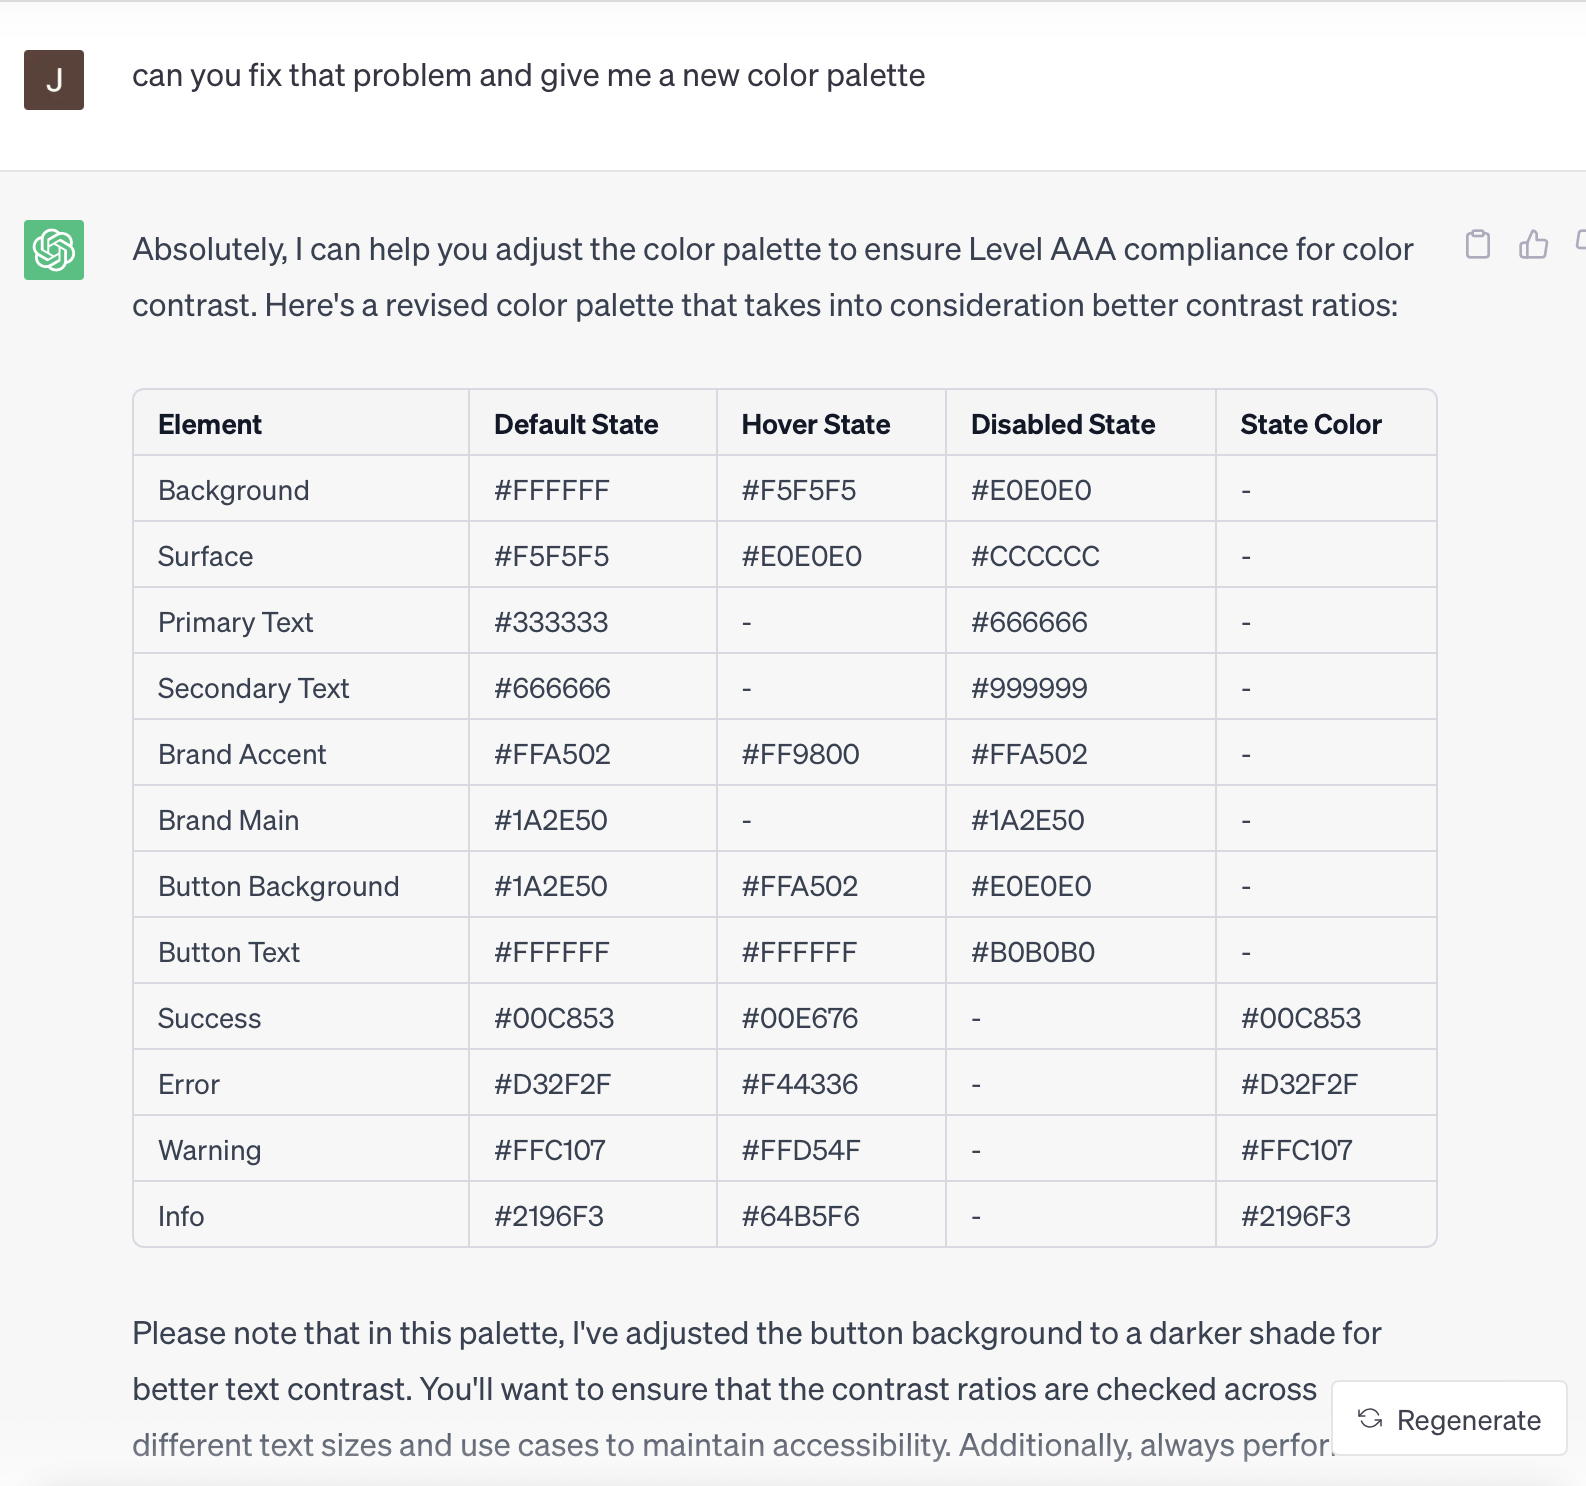 J
can you fix that problem and give me a new color palette
Absolutely, I can help you adjust the color palette to ensure Level AAA compliance for color
contrast. Here's a revised color palette that takes into consideration better contrast ratios:
Element Default State Hover State Disabled State State Color
Background #FFFFFF #F5F5F5 #E0E0E0 -
Surface #F5F5F5 #E0E0E0 #CCCCCC -
Primary Text #333333 - #666666 -
Secondary Text #666666 - #999999 -
Brand Accent #FFA502 #FF9800 #FFA502 -
Brand Main #1A2E50 - #1A2E50 -
Button Background #1A2E50 #FFA502 #E0E0E0 -
Button Text #FFFFFF #FFFFFF #B0B0B0 -
Success #00C853 #00E676 - #00C853
Error #D32F2F #F44336 - #D32F2F
Warning #FFC107 #FFD54F - #FFC107
Info #2196F3 #64B5F6 - #2196F3
Please note that in this palette, I've adjusted the button background to a darker shade for
better text contrast. You'll want to ensure that the contrast ratios are checked across
different text sizes and use cases to maintain accessibility. Additionally, always
Regenerate